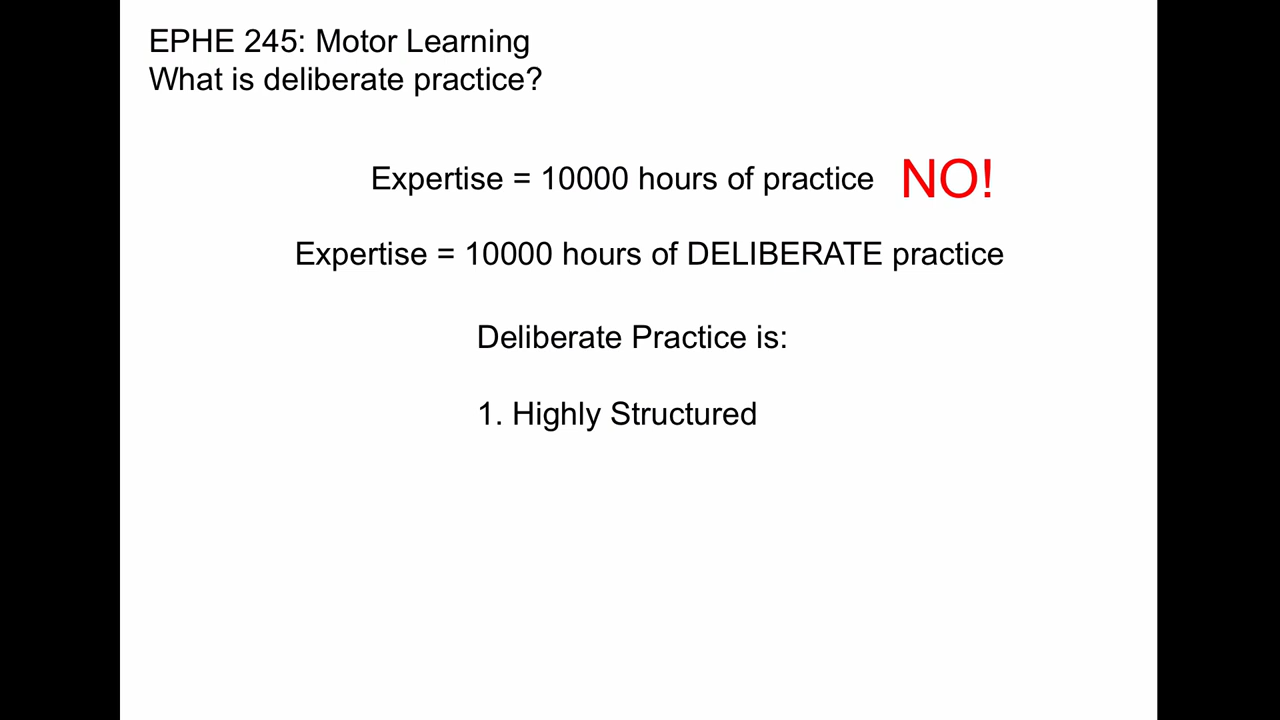 EPHE 245: Motor Learning
What is deliberate practice?
Expertise = 10000 hours of practice NO!
Expertise = 10000 hours of DELIBERATE practice
Deliberate Practice is:
1. Highly Structured